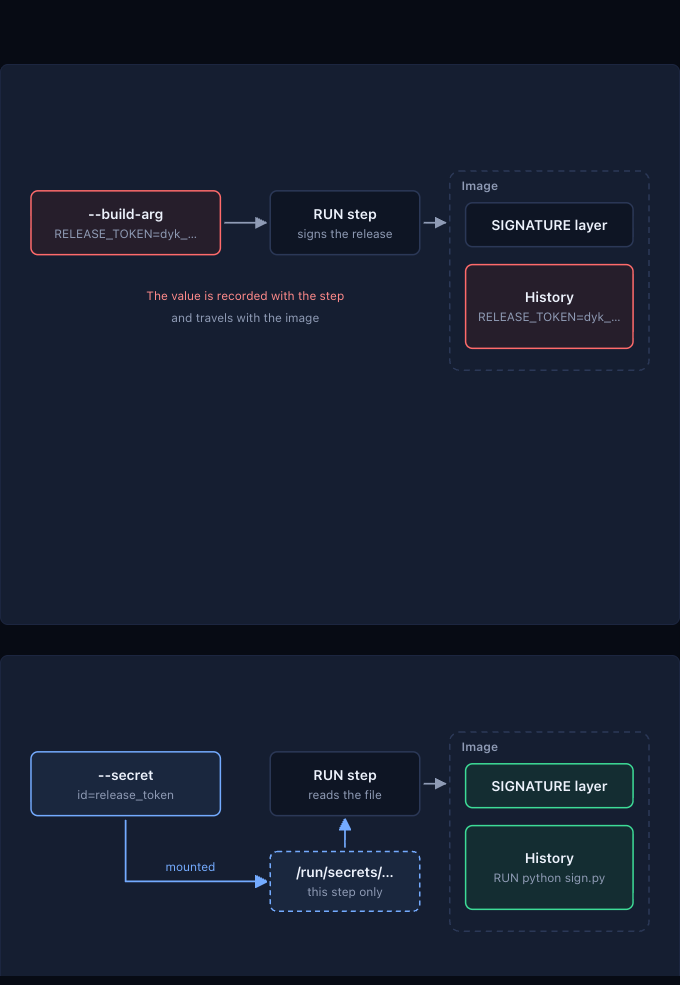 --build-arg
RELEASE_TOKEN=dyk_...
RUN step
signs the release
Image
SIGNATURE layer
History
RELEASE_TOKEN=dyk_...
The value is recorded with the step
and travels with the image
--secret
id=release_token
RUN step
reads the file
mounted
/run/secrets/...
this step only
Image
SIGNATURE layer
History
RUN python sign.py